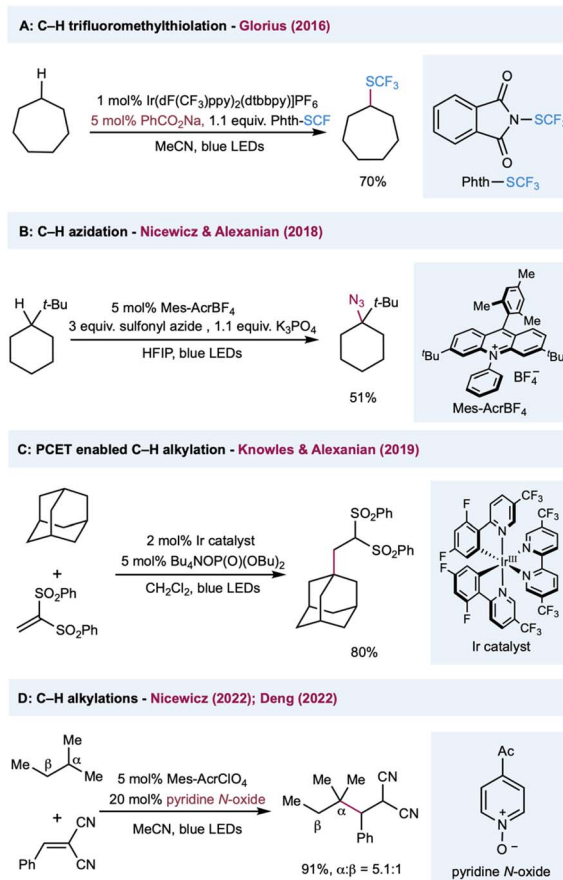 A: C–H trifluoromethylthiolation - Glorius (2016)
H
1 mol% Ir(dF(CF3)ppy)2(dtbbpy)]PF6
5 mol% PhCO2Na, 1.1 equiv. Phth-SCF
MeCN, blue LEDs
SCF3
70%
O
N
SCF3
O
Phth—SCF3
B: C–H azidation - Nicewicz & Alexanian (2018)
H
t-Bu
5 mol% Mes-AcrBF4
3 equiv. sulfonyl azide , 1.1 equiv. K3PO4
HFIP, blue LEDs
N3
t-Bu
51%
Me
Me
Me
tBu
N+
tBu
BF4−
Mes-AcrBF4
C: PCET enabled C–H alkylation - Knowles & Alexanian (2019)
+
SO2Ph
SO2Ph
2 mol% Ir catalyst
5 mol% Bu4NOP(O)(OBu)2
CH2Cl2, blue LEDs
SO2Ph
SO2Ph
80%
CF3
F
CF3
N
F
N
IrIII
F
N
N
F
CF3
CF3
Ir catalyst
D: C–H alkylations - Nicewicz (2022); Deng (2022)
Me
β
α
Me
Me
+
CN
Ph
CN
5 mol% Mes-AcrClO4
20 mol% pyridine N-oxide
MeCN, blue LEDs
Me
Me
CN
Me
α
CN
β
Ph
91%, α:β = 5.1:1
Ac
N+
O−
pyridine N-oxide